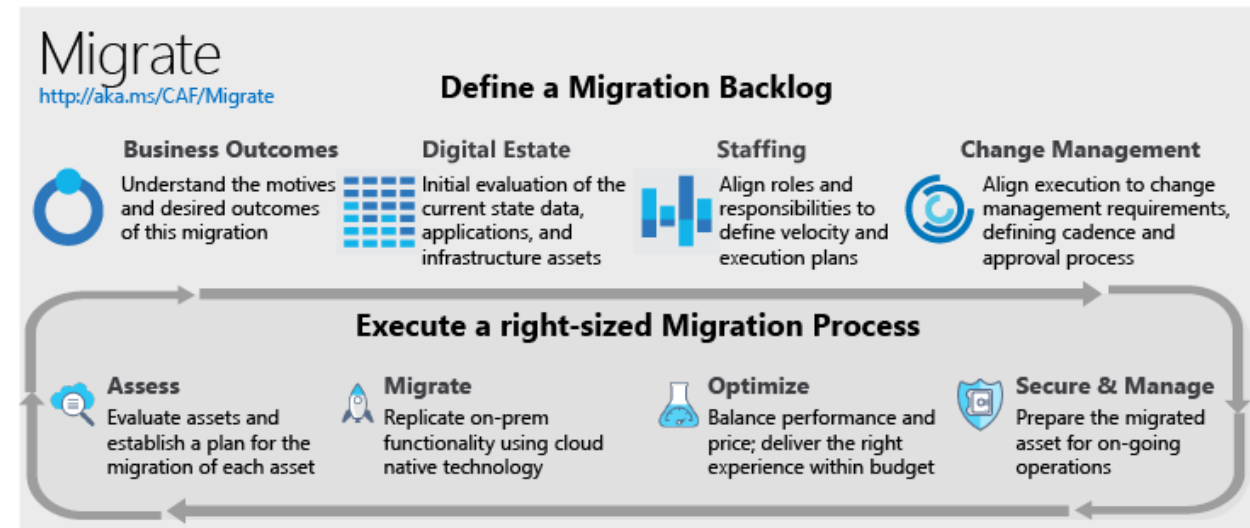 Migrate
http://aka.ms/CAF/Migrate
Define a Migration Backlog
Business Outcomes
Understand the motives
and desired outcomes
of this migration
Digital Estate
Initial evaluation of the
current state data,
applications, and
infrastructure assets
Staffing
Align roles and
responsibilities to
define velocity and
execution plans
Change Management
Align execution to change
management requirements,
defining cadence and
approval process
Execute a right-sized Migration Process
Assess
Evaluate assets and
establish a plan for the
migration of each asset
Migrate
Replicate on-prem
functionality using cloud
native technology
Optimize
Balance performance and
price; deliver the right
experience within budget
Secure & Manage
Prepare the migrated
asset for on-going
operations